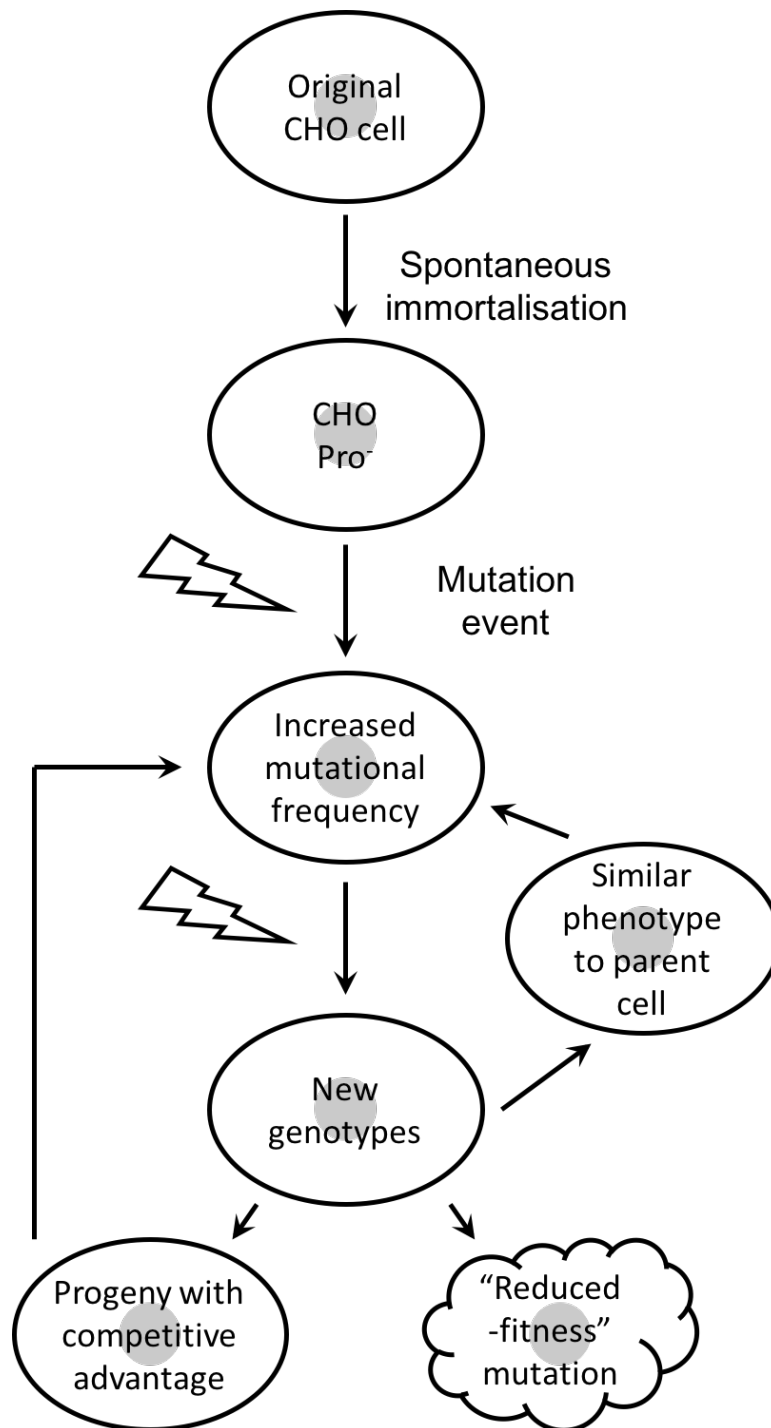 Original
CHO cell
Spontaneous
immortalisation
CHO
Pro⁻
Mutation
event
Increased
mutational
frequency
Similar
phenotype
to parent
cell
New
genotypes
Progeny with
competitive
advantage
“Reduced
-fitness”
mutation